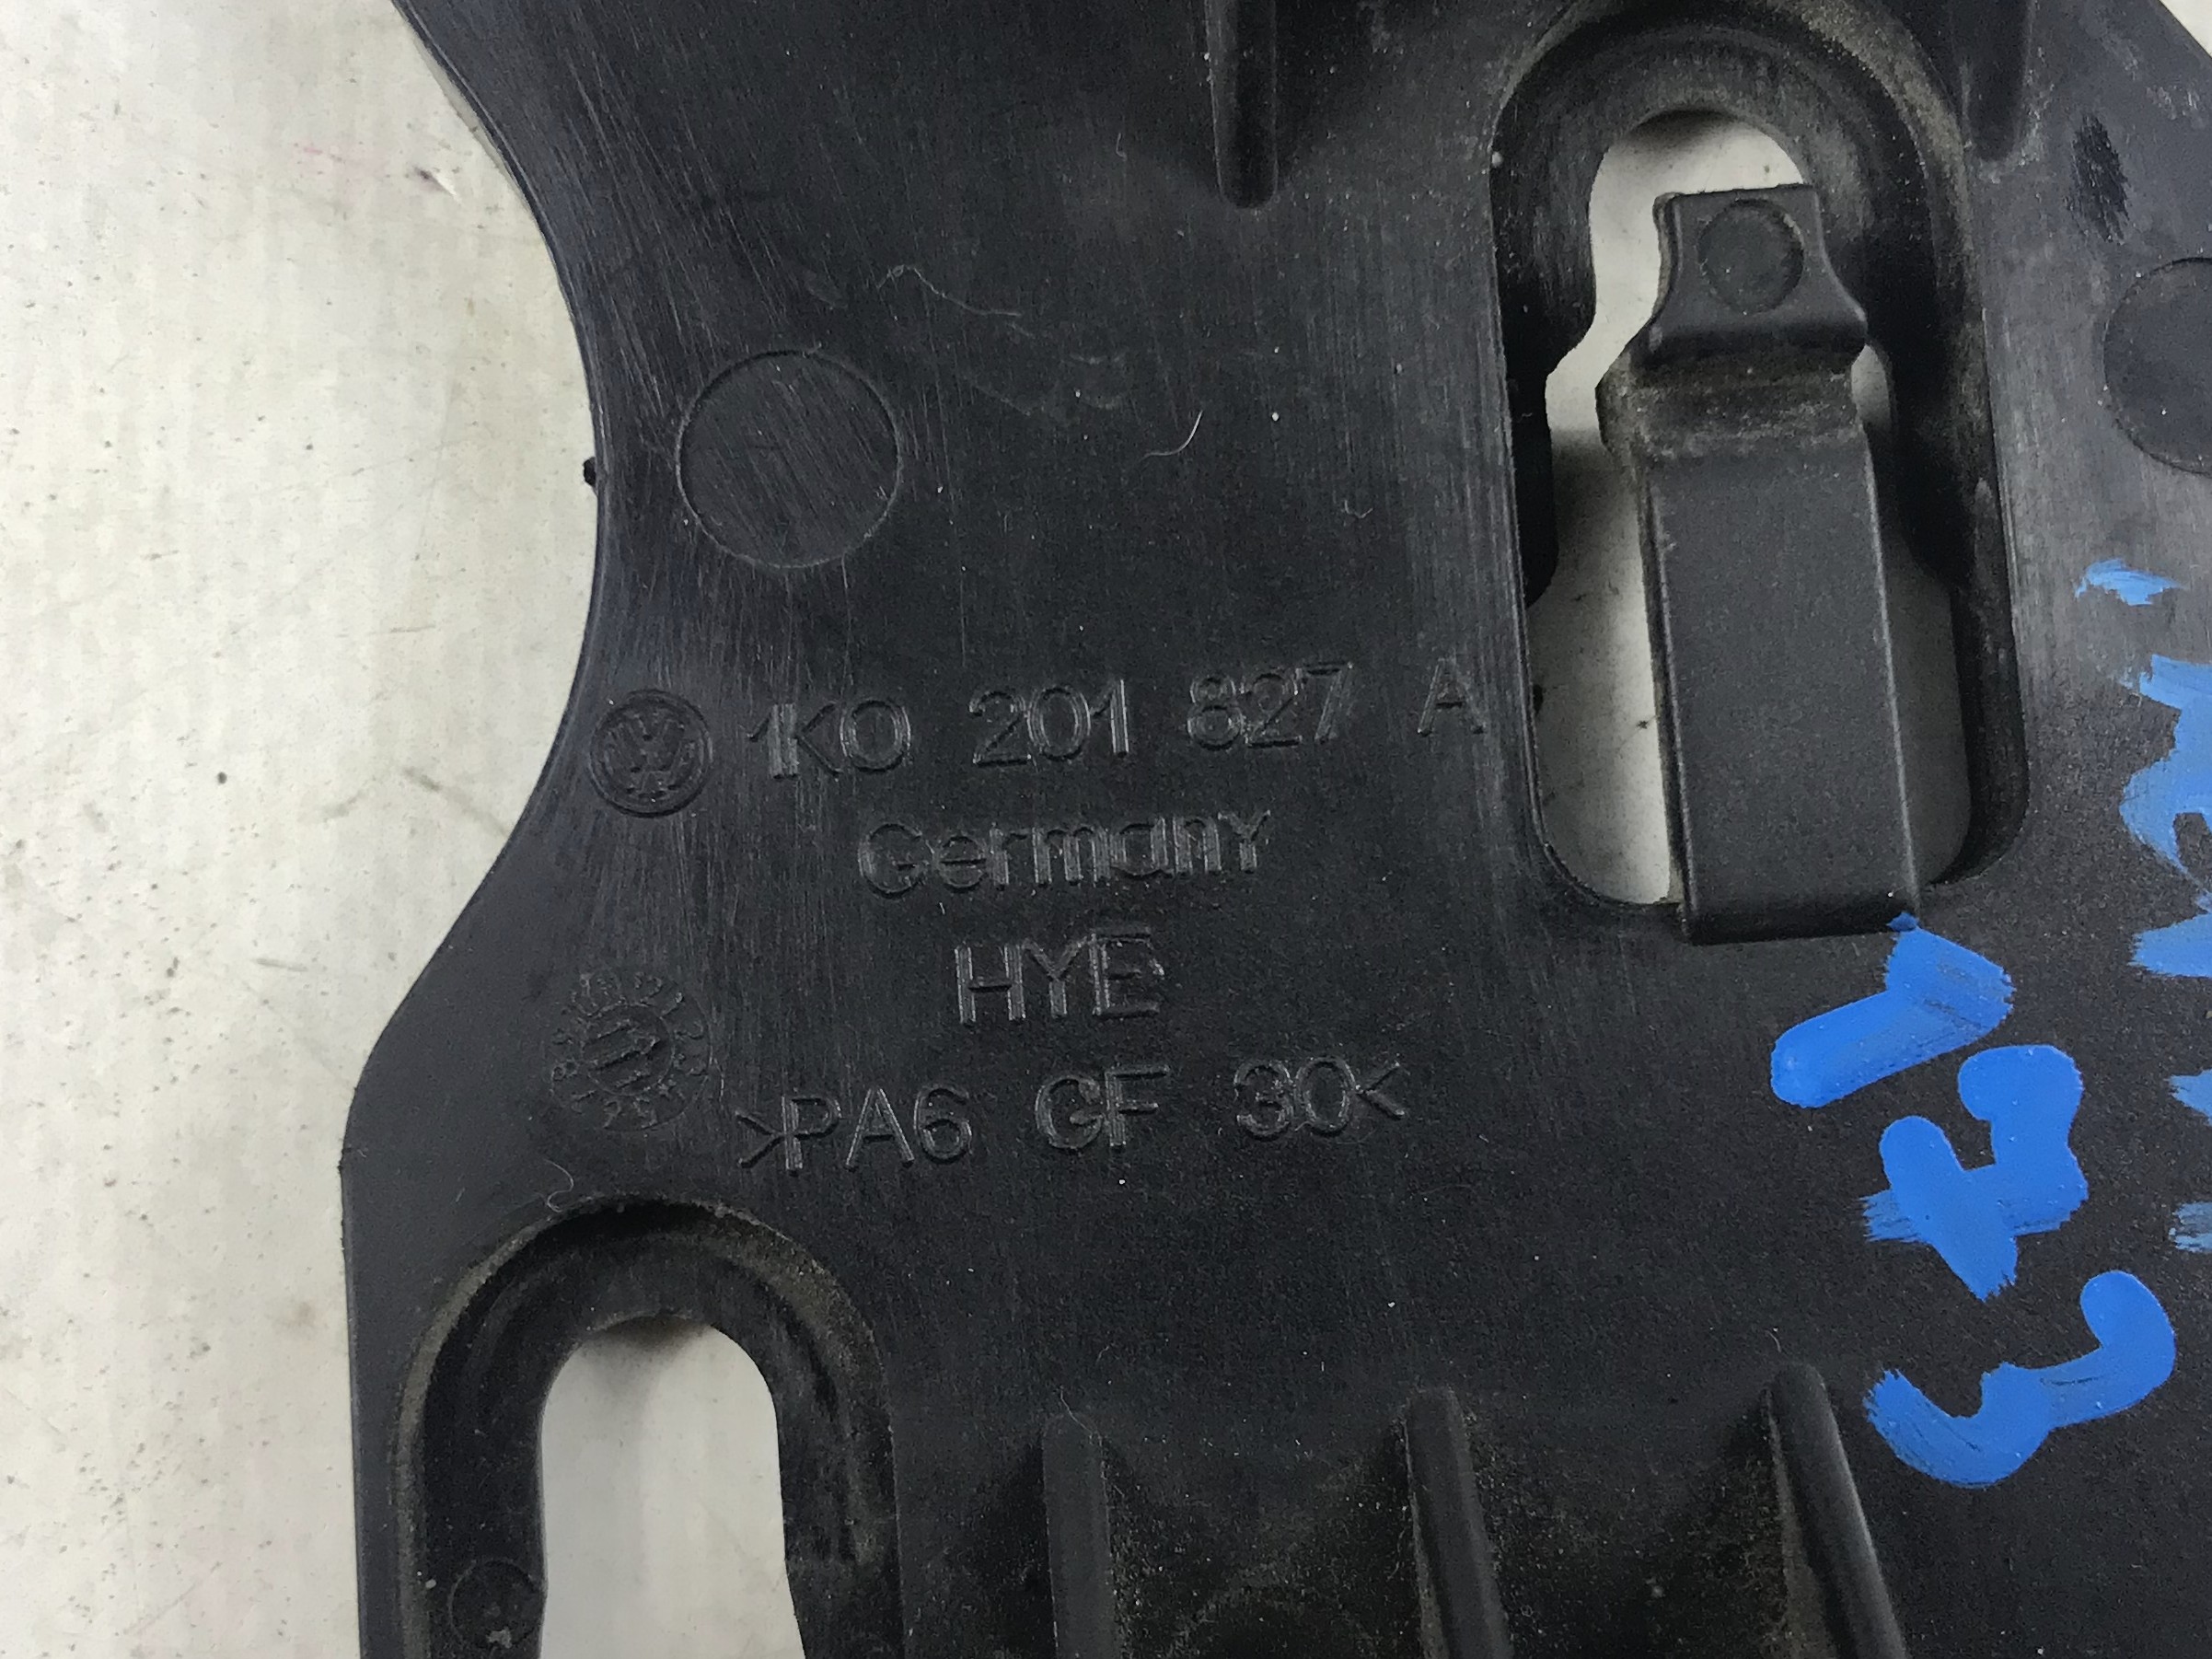 1K0 201 827 A
Germany
HYE
>PA6 GF 30<